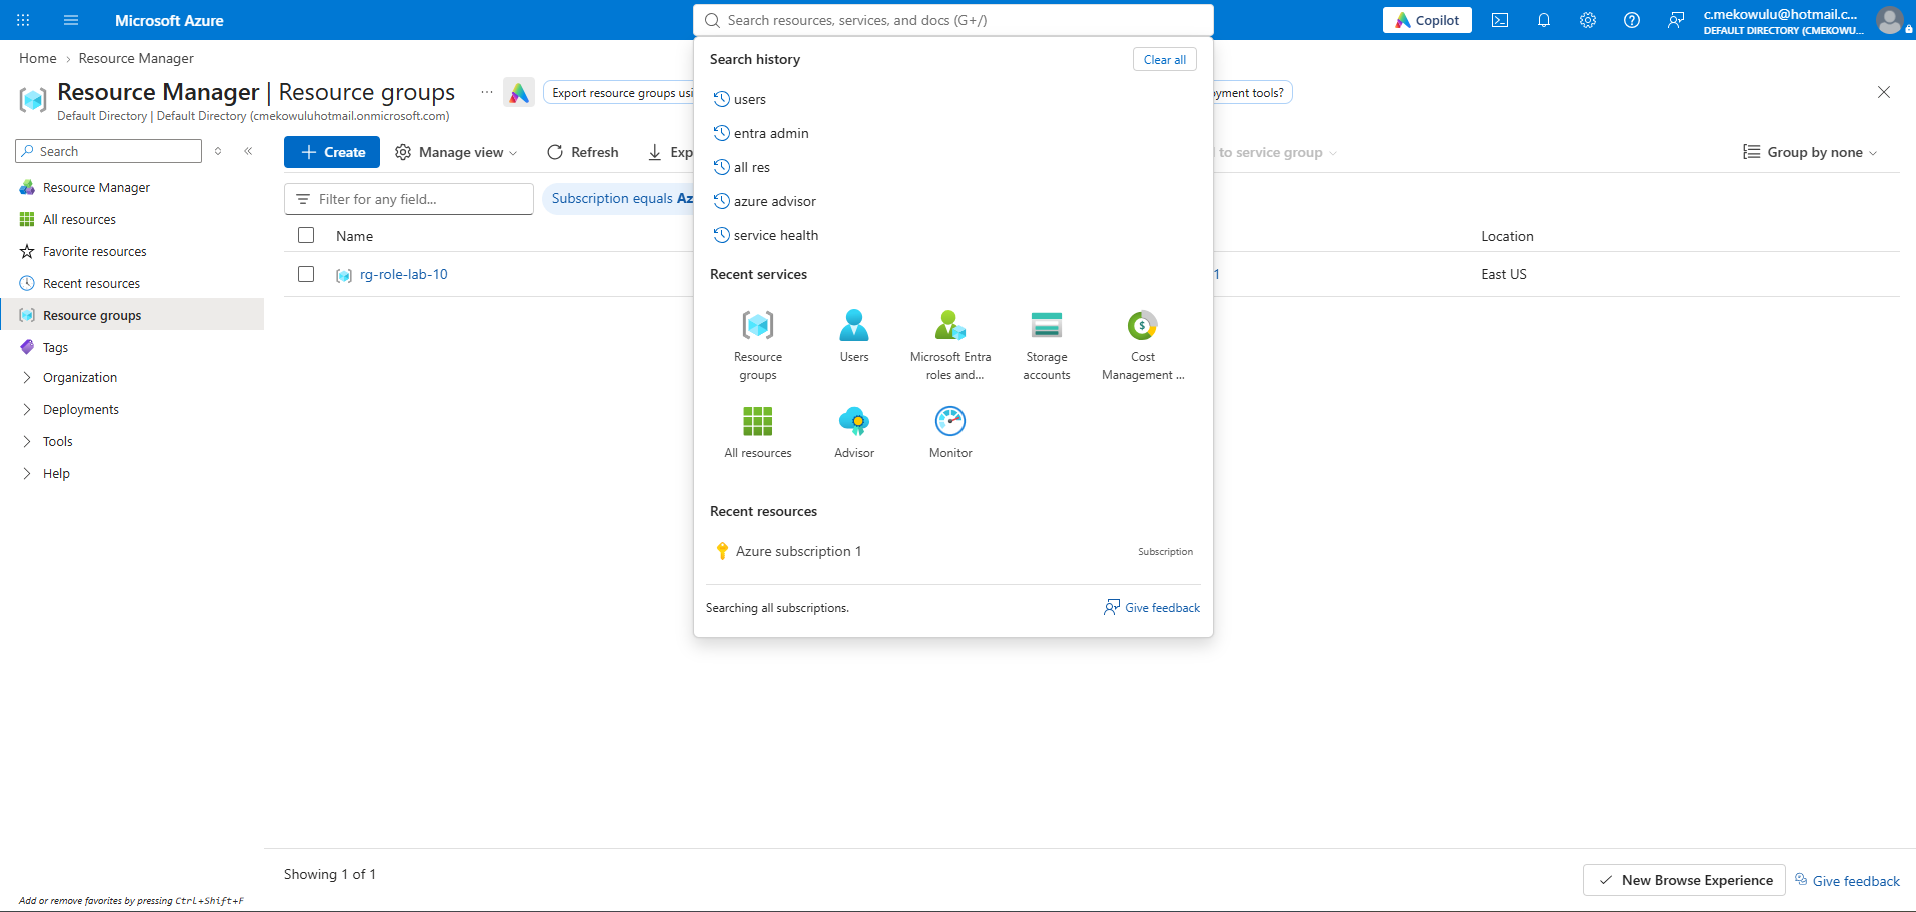 Microsoft Azure
Search resources, services, and docs (G+/)
Copilot
c.mekowulu@hotmail.c...
DEFAULT DIRECTORY (CMEKOWU...
Home › Resource Manager
Resource Manager | Resource groups ...
Default Directory | Default Directory (cmekowuluhotmail.onmicrosoft.com)
Export resource groups usi
yment tools?
Search
Resource Manager
All resources
Favorite resources
Recent resources
Resource groups
Tags
Organization
Deployments
Tools
Help
Add or remove favorites by pressing Ctrl+Shift+F
Create
Manage view
Refresh
Exp
to service group
Group by none
Filter for any field...
Subscription equals Az
Name
Location
rg-role-lab-10
1
East US
Search history
Clear all
users
entra admin
all res
azure advisor
service health
Recent services
Resource
groups
Users
Microsoft Entra
roles and...
Storage
accounts
Cost
Management ...
All resources
Advisor
Monitor
Recent resources
Azure subscription 1
Subscription
Searching all subscriptions.
Give feedback
Showing 1 of 1
New Browse Experience
Give feedback